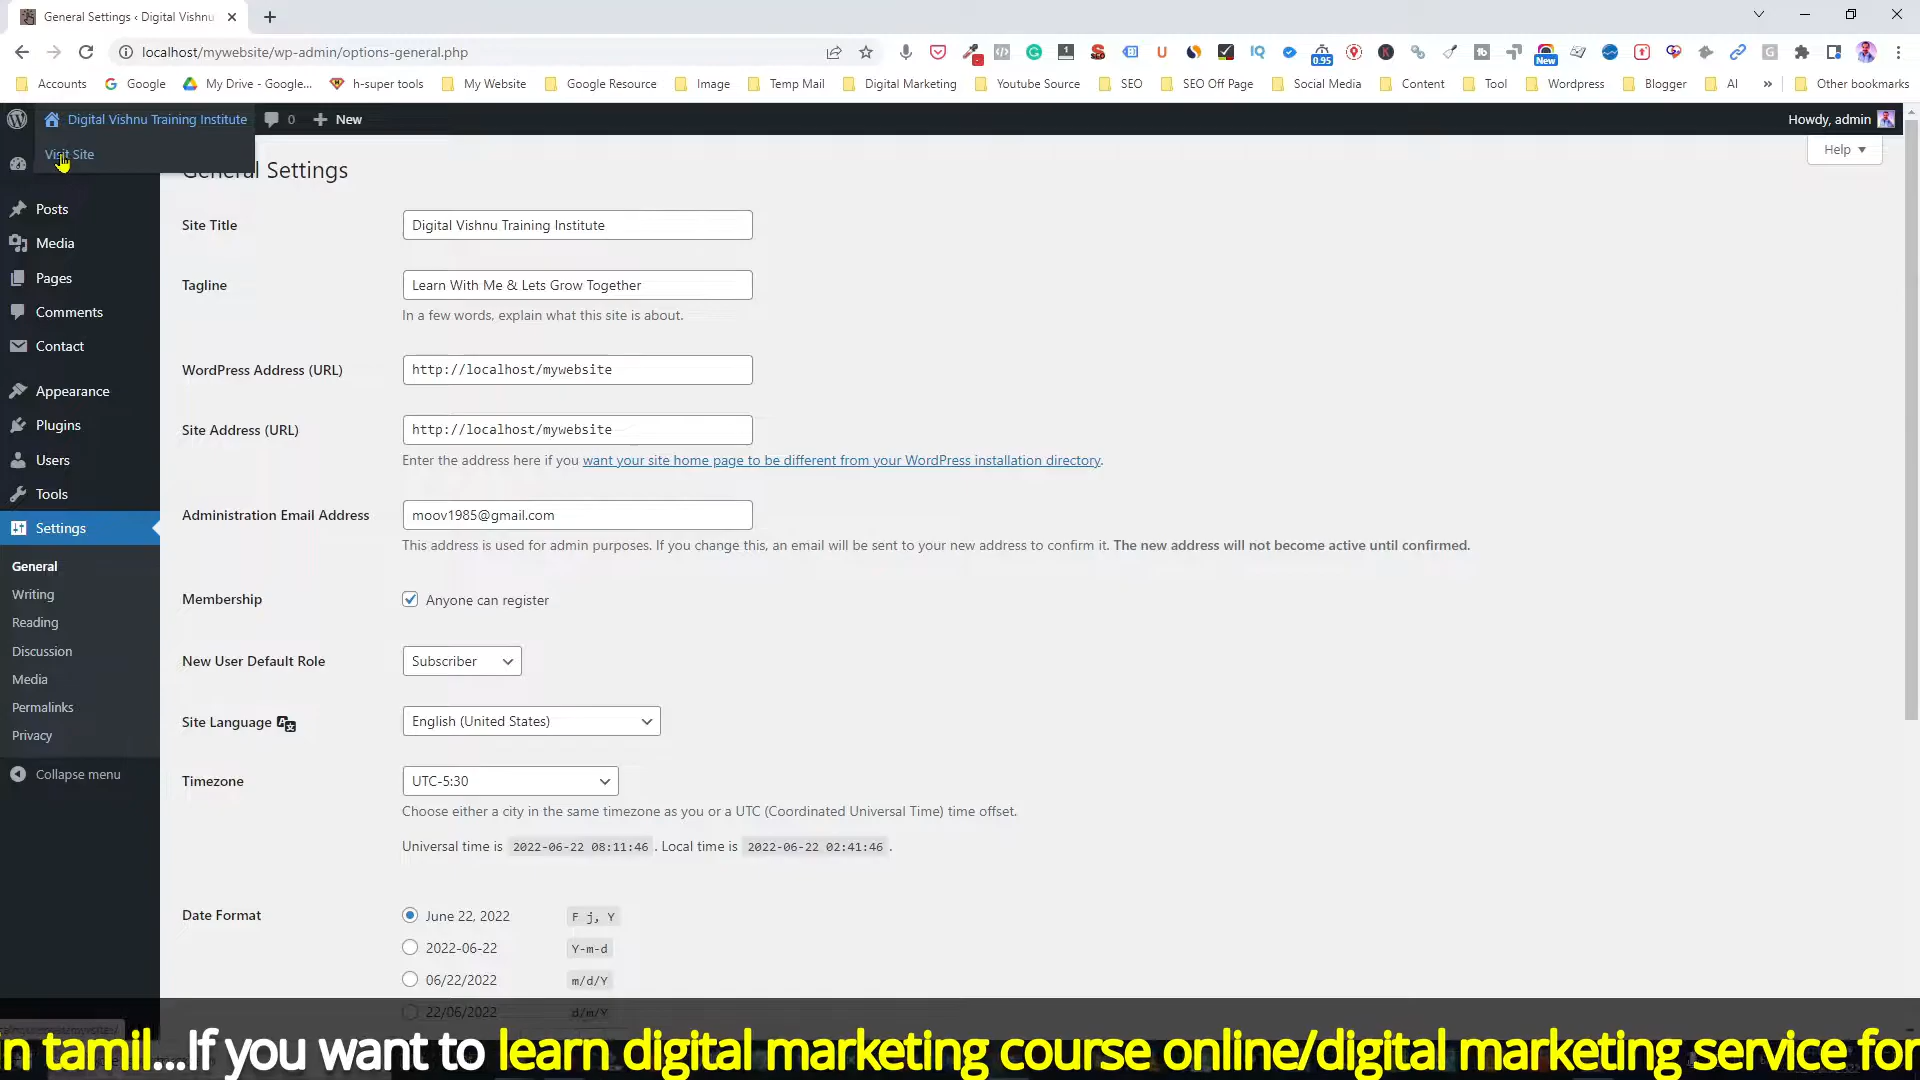 General Settings ‹ Digital Vishnu
localhost/mywebsite/wp-admin/options-general.php
0.95
New
Accounts
Google
My Drive - Google...
h-super tools
My Website
Google Resource
Image
Temp Mail
Digital Marketing
Youtube Source
SEO
SEO Off Page
Social Media
Content
Tool
Wordpress
Blogger
AI
»
Other bookmarks
Digital Vishnu Training Institute
0
New
Howdy, admin
Visit Site
Help
General Settings
Posts
Media
Pages
Comments
Contact
Appearance
Plugins
Users
Tools
Settings
General
Writing
Reading
Discussion
Media
Permalinks
Privacy
Collapse menu
Site Title
Digital Vishnu Training Institute
Tagline
Learn With Me & Lets Grow Together
In a few words, explain what this site is about.
WordPress Address (URL)
http://localhost/mywebsite
Site Address (URL)
http://localhost/mywebsite
Enter the address here if you want your site home page to be different from your WordPress installation directory.
Administration Email Address
moov1985@gmail.com
This address is used for admin purposes. If you change this, an email will be sent to your new address to confirm it. The new address will not become active until confirmed.
Membership
Anyone can register
New User Default Role
Subscriber
Site Language
English (United States)
Timezone
UTC-5:30
Choose either a city in the same timezone as you or a UTC (Coordinated Universal Time) time offset.
Universal time is 2022-06-22 08:11:46 . Local time is 2022-06-22 02:41:46 .
Date Format
June 22, 2022 F j, Y
2022-06-22 Y-m-d
06/22/2022 m/d/Y
22/06/2022 d/m/Y
in tamil...If you want to learn digital marketing course online/digital marketing service for